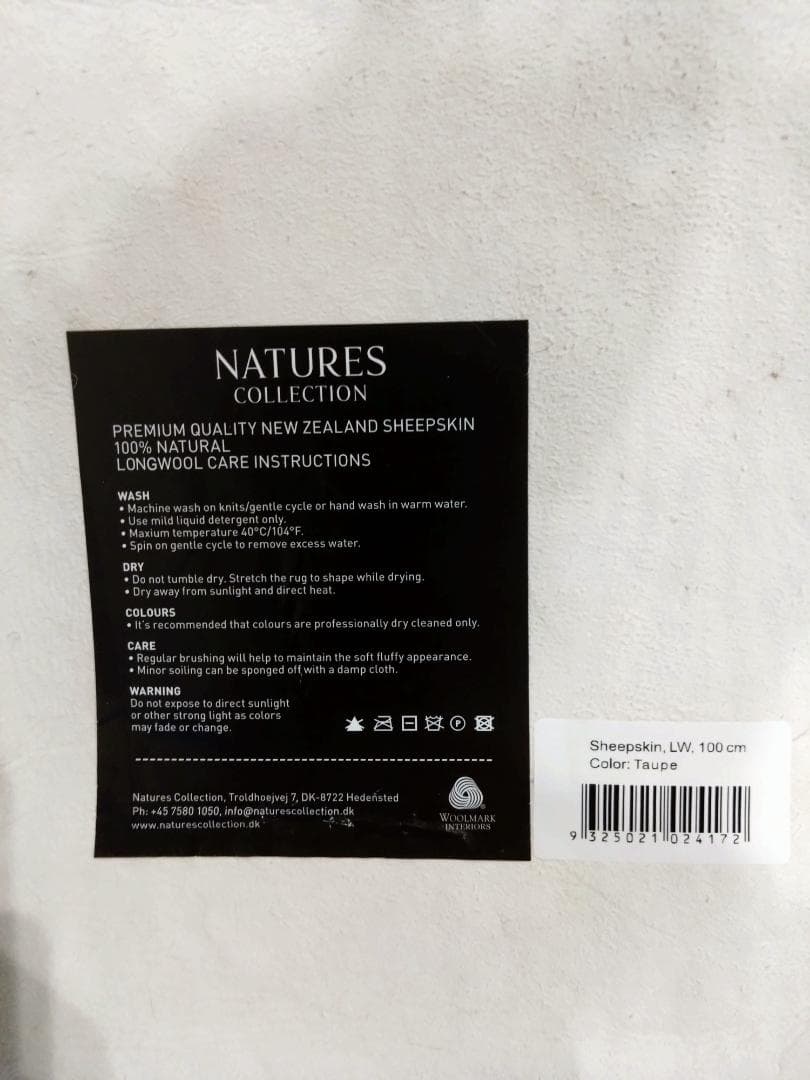 NATURES
COLLECTION
PREMIUM QUALITY NEW ZEALAND SHEEPSKIN
100% NATURAL
LONGWOOL CARE INSTRUCTIONS
WASH
• Machine wash on knits/gentle cycle or hand wash in warm water.
• Use mild liquid detergent only.
• Maxium temperature 40°C/104°F.
• Spin on gentle cycle to remove excess water.
DRY
• Do not tumble dry. Stretch the rug to shape while drying.
• Dry away from sunlight and direct heat.
COLOURS
• It's recommended that colours are professionally dry cleaned only.
CARE
• Regular brushing will help to maintain the soft fluffy appearance.
• Minor soiling can be sponged off with a damp cloth.
WARNING
Do not expose to direct sunlight
or other strong light as colors
may fade or change.
P
Natures Collection, Troldhoejvej 7, DK-8722 Hedensted
Ph: +45 7580 1050, info@naturescollection.dk
www.naturescollection.dk
WOOLMARK
INTERIORS
Sheepskin, LW, 100 cm
Color: Taupe
9 325021 024172